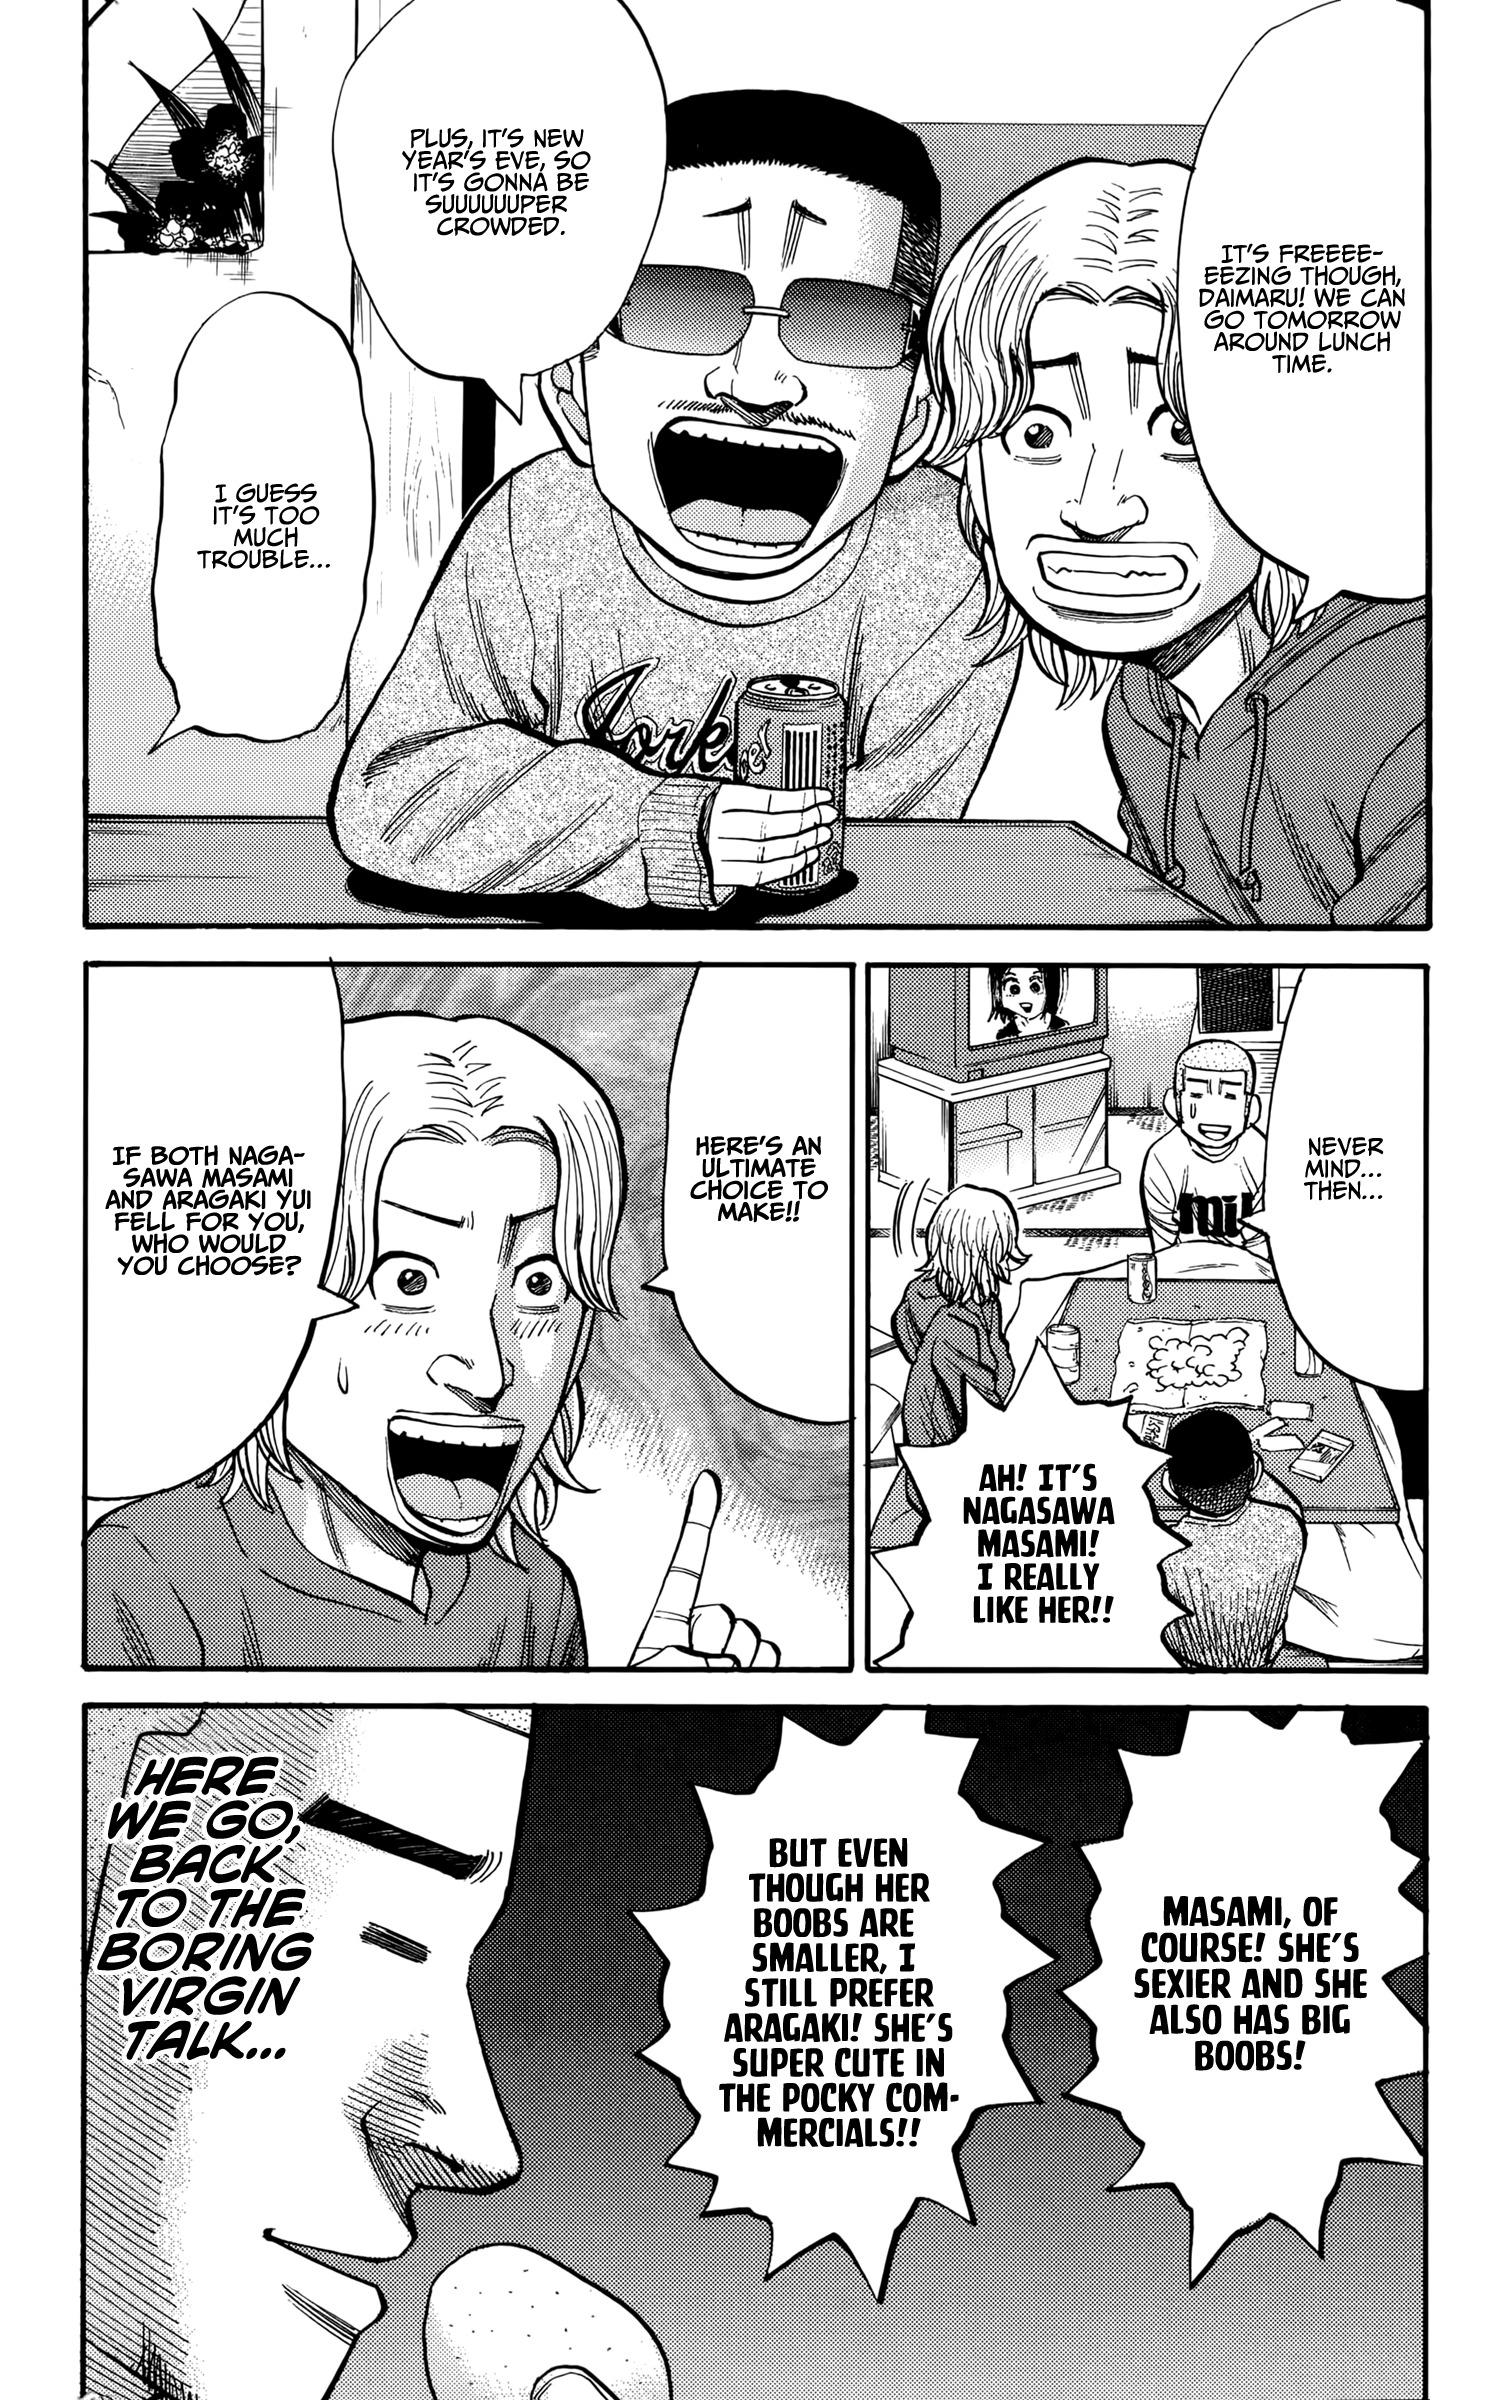 IT'S FREEEE-
EEZING THOUGH,
DAIMARU! WE CAN
GO TOMORROW
AROUND LUNCH
TIME.
PLUS, IT'S NEW
YEAR'S EVE, SO
IT'S GONNA BE
SUUUUUUPER
CROWDED.
I GUESS
IT'S TOO
MUCH
TROUBLE...
NEVER
MIND...
THEN...
mil
AH! IT'S
NAGASAWA
MASAMI!
I REALLY
LIKE HER!!
HERE'S AN
ULTIMATE
CHOICE TO
MAKE!!
IF BOTH NAGA-
SAWA MASAMI
AND ARAGAKI YUI
FELL FOR YOU,
WHO WOULD
YOU CHOOSE?
MASAMI, OF
COURSE! SHE'S
SEXIER AND SHE
ALSO HAS BIG
BOOBS!
BUT EVEN
THOUGH HER
BOOBS ARE
SMALLER, I
STILL PREFER
ARAGAKI! SHE'S
SUPER CUTE IN
THE POCKY COM-
MERCIALS!!
HERE
WE GO,
BACK
TO THE
BORING
VIRGIN
TALK...